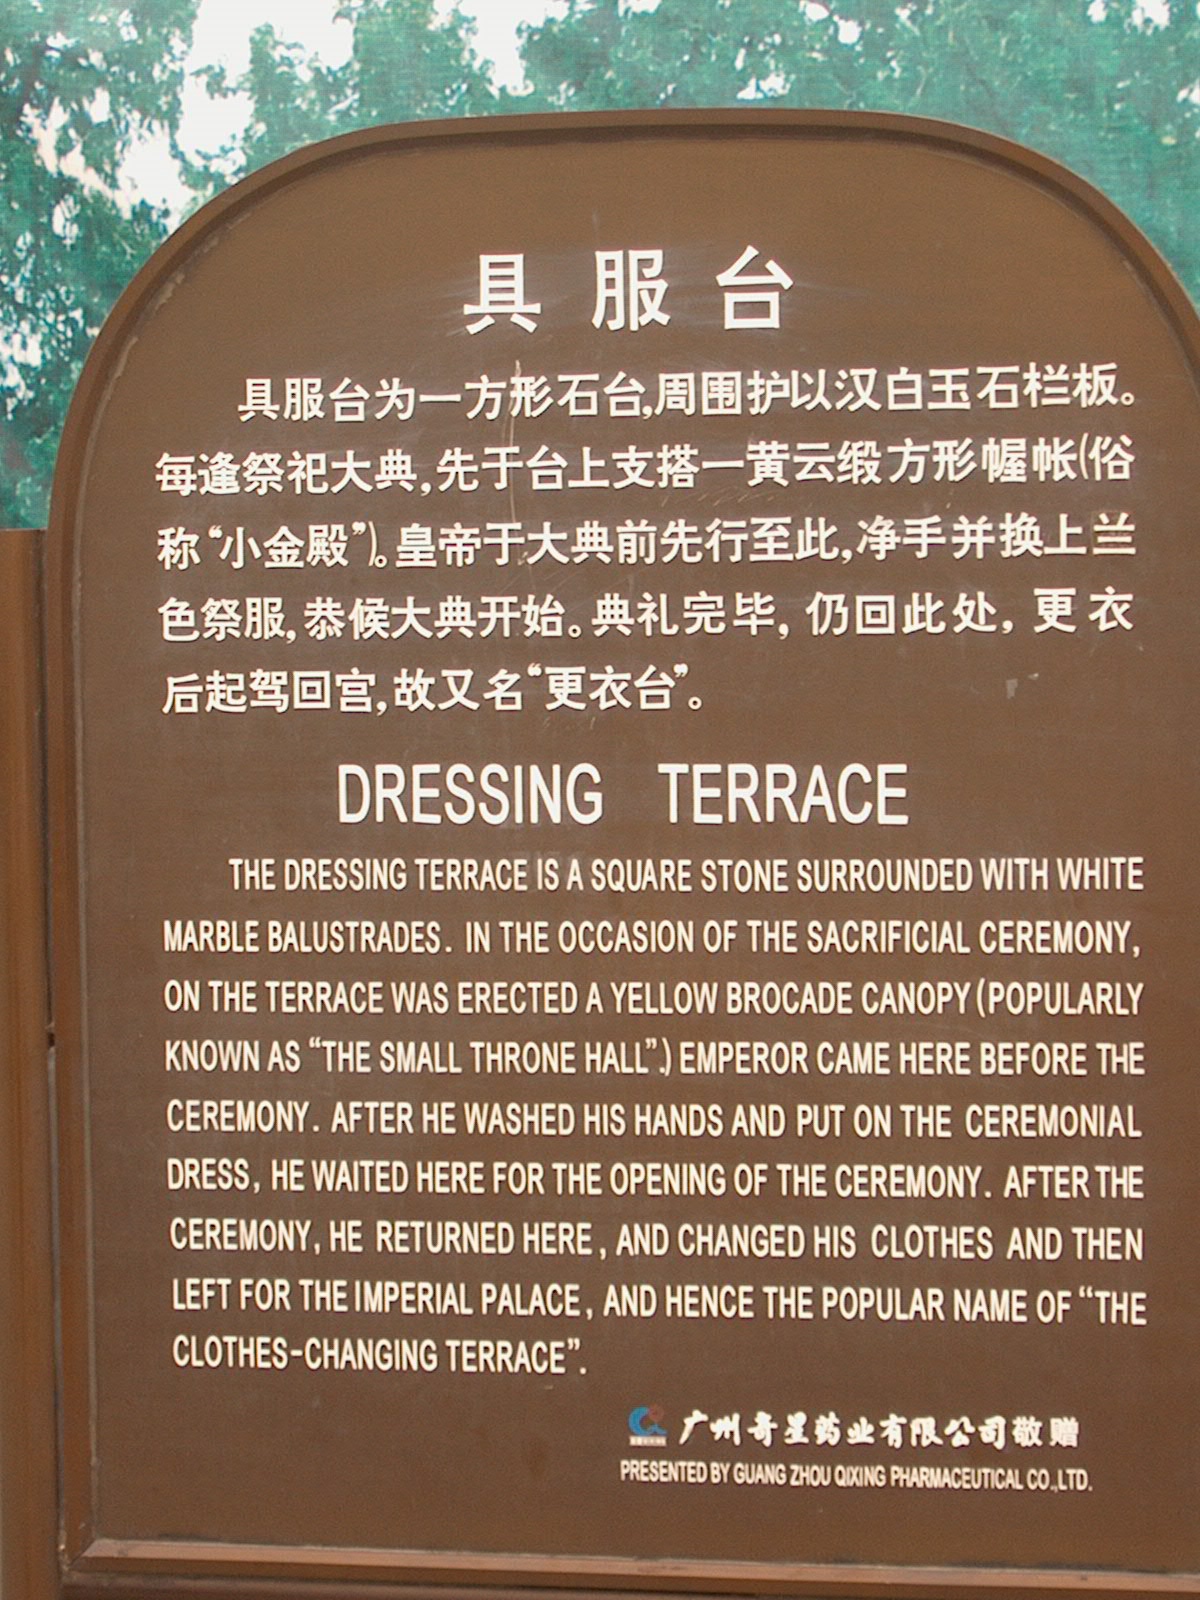 具服台
具服台为一方形石台,周围护以汉白玉石栏板。
每逢祭祀大典,先于台上支搭一黄云缎方形幄帐(俗
称“小金殿”)。皇帝于大典前先行至此,净手并换上兰
色祭服,恭候大典开始。典礼完毕,仍回此处,更衣
后起驾回宫,故又名“更衣台”。
DRESSING TERRACE
THE DRESSING TERRACE IS A SQUARE STONE SURROUNDED WITH WHITE
MARBLE BALUSTRADES. IN THE OCCASION OF THE SACRIFICIAL CEREMONY,
ON THE TERRACE WAS ERECTED A YELLOW BROCADE CANOPY (POPULARLY
KNOWN AS “THE SMALL THRONE HALL”.) EMPEROR CAME HERE BEFORE THE
CEREMONY. AFTER HE WASHED HIS HANDS AND PUT ON THE CEREMONIAL
DRESS, HE WAITED HERE FOR THE OPENING OF THE CEREMONY. AFTER THE
CEREMONY, HE RETURNED HERE, AND CHANGED HIS CLOTHES AND THEN
LEFT FOR THE IMPERIAL PALACE, AND HENCE THE POPULAR NAME OF “THE
CLOTHES-CHANGING TERRACE”.
广州奇星药业有限公司敬赠
PRESENTED BY GUANG ZHOU QIXING PHARMACEUTICAL CO.,LTD.